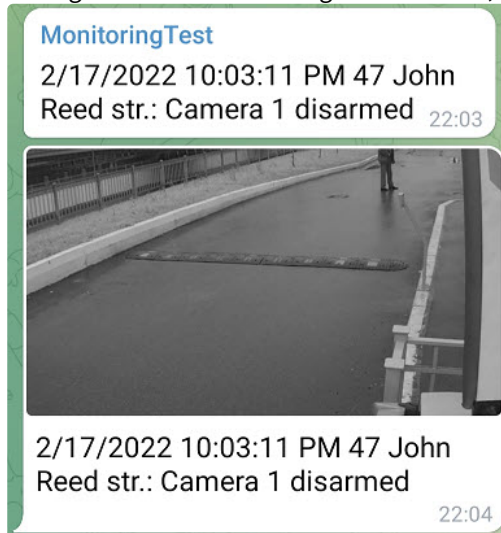 MonitoringTest
2/17/2022 10:03:11 PM 47 John
Reed str.: Camera 1 disarmed 22:03
2/17/2022 10:03:11 PM 47 John
Reed str.: Camera 1 disarmed
22:04